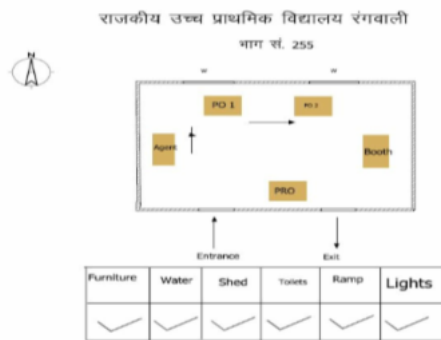 राजकीय उच्च प्राथमिक विद्यालय रंगवाली
भाग सं. 255
N
W W
PO 1 PO 2
Agent Booth
PRO
Entrance Exit
Furniture Water Shed Toilets Ramp Lights